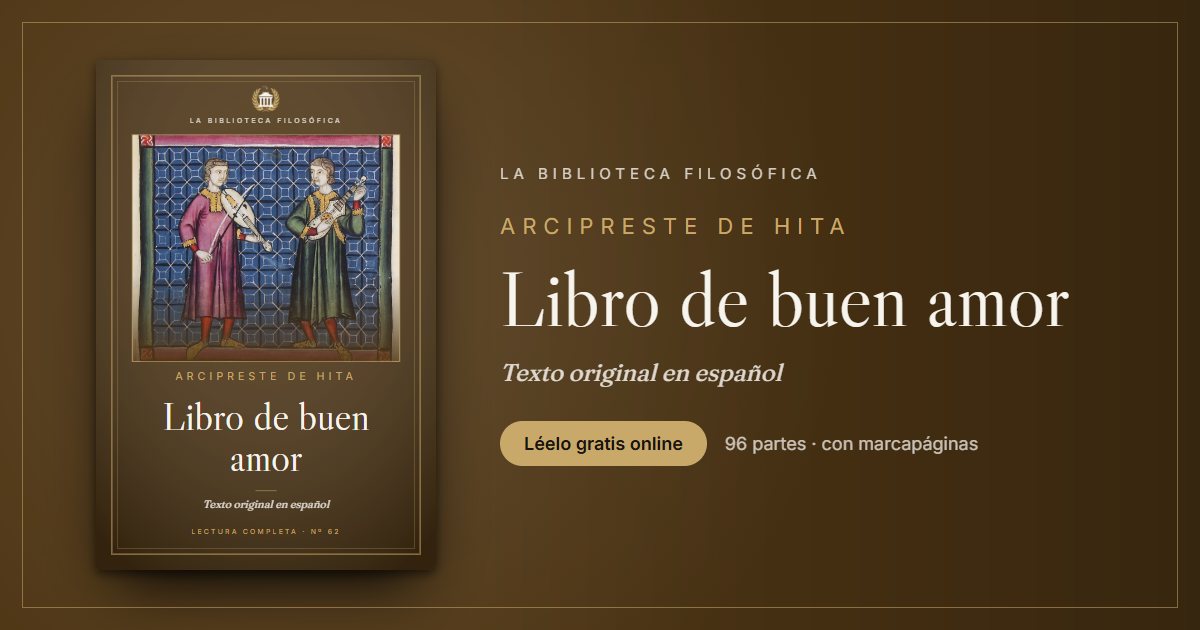 LA BIBLIOTECA FILOSÓFICA
ARCIPRESTE DE HITA
Libro de buen
amor
Texto original en español
LECTURA COMPLETA · Nº 62
LA BIBLIOTECA FILOSÓFICA
ARCIPRESTE DE HITA
Libro de buen amor
Texto original en español
Léelo gratis online
96 partes · con marcapáginas